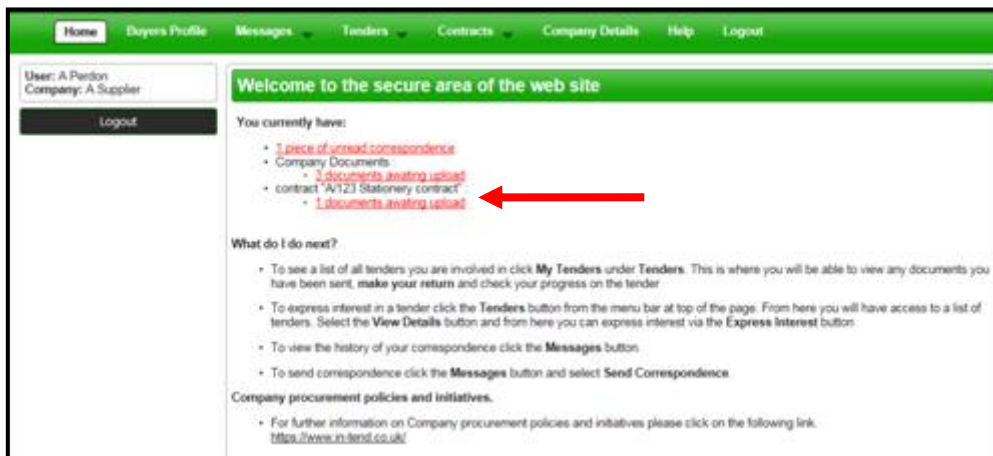 Home Buyers Profile Messages Tenders Contracts Company Details Help Logout
User: A Perdon
Company: A Supplier
Logout
Welcome to the secure area of the web site
You currently have:
• 1 piece of unread correspondence
• Company Documents
• 3 documents awating upload
• contract "A/123 Stationery contract"
• 1 documents awating upload
What do I do next?
• To see a list of all tenders you are involved in click My Tenders under Tenders. This is where you will be able to view any documents you
have been sent, make your return and check your progress on the tender
• To express interest in a tender click the Tenders button from the menu bar at top of the page. From here you will have access to a list of
tenders. Select the View Details button and from here you can express interest via the Express Interest button
• To view the history of your correspondence click the Messages button
• To send correspondence click the Messages button and select Send Correspondence
Company procurement policies and initiatives.
• For further information on Company procurement policies and initiatives please click on the following link.
https://www.in-tend.co.uk/